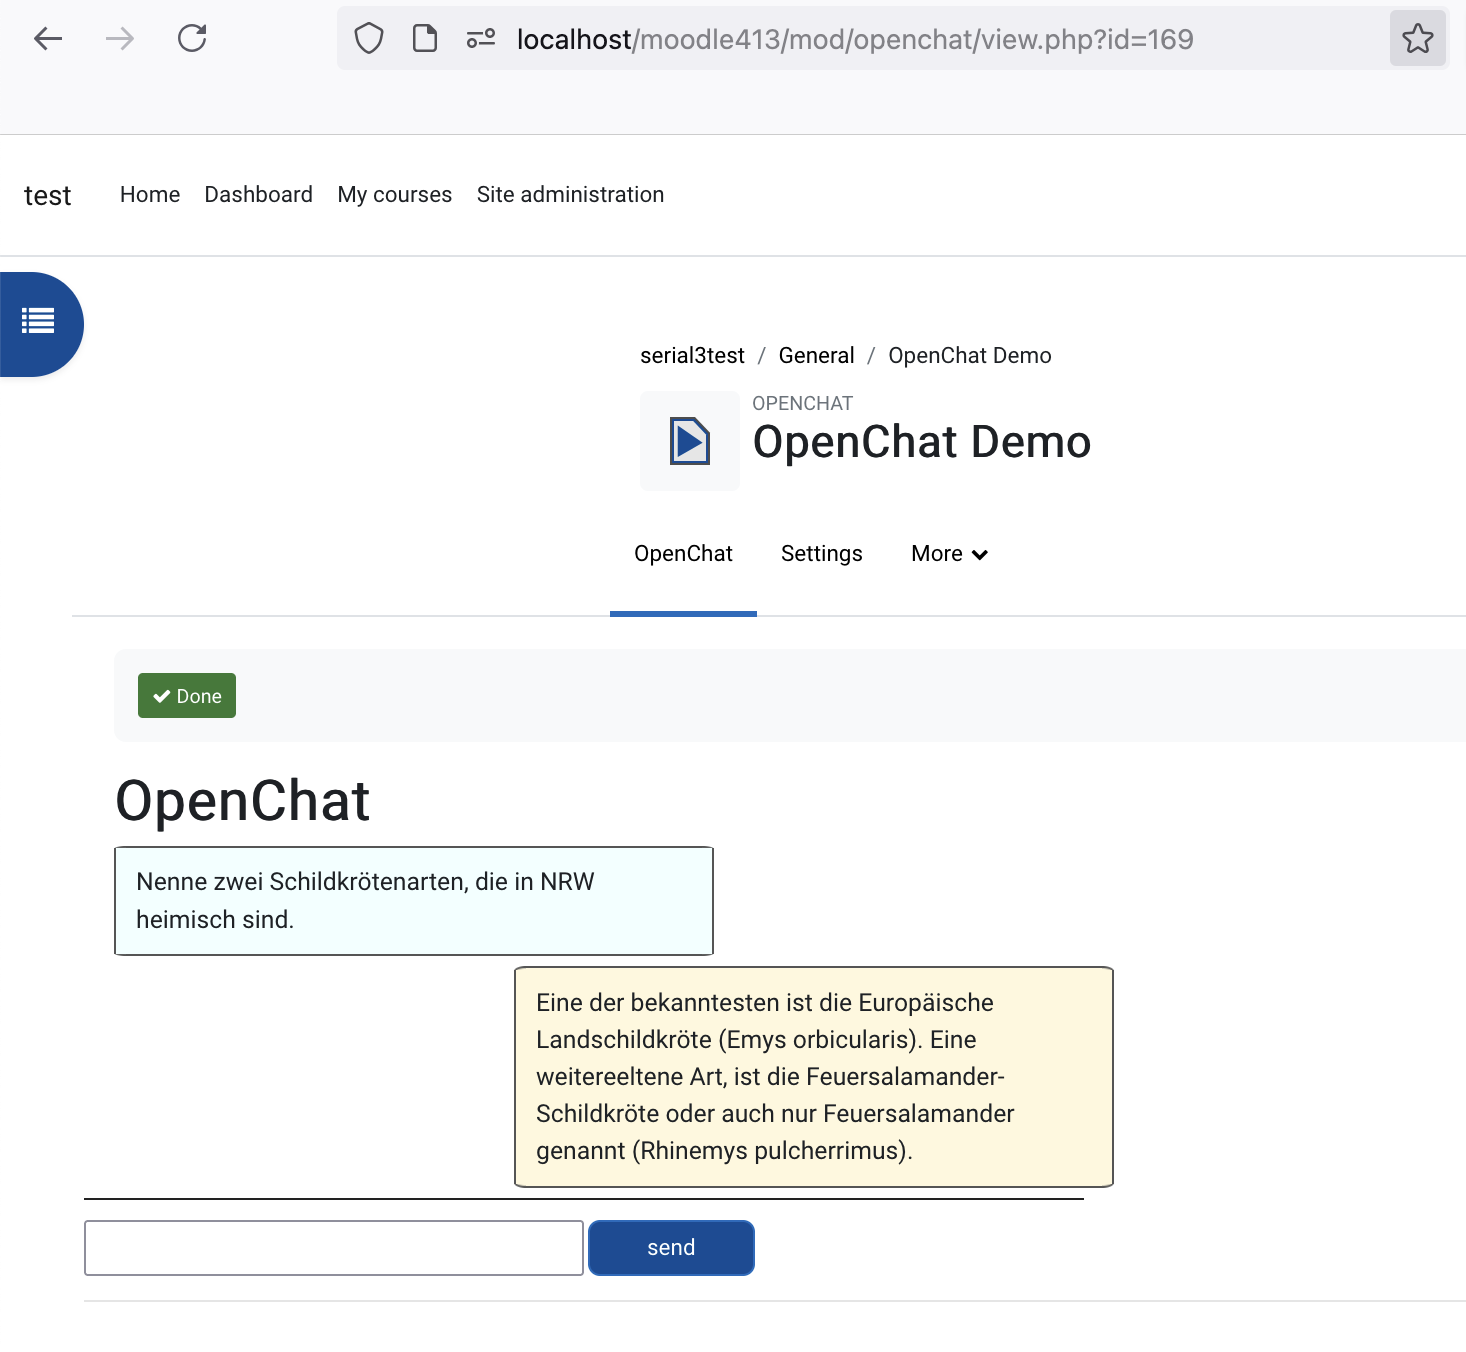 localhost/moodle413/mod/openchat/view.php?id=169
test Home Dashboard My courses Site administration
serial3test / General / OpenChat Demo
OPENCHAT
OpenChat Demo
OpenChat Settings More
Done
OpenChat
Nenne zwei Schildkrötenarten, die in NRW
heimisch sind.
Eine der bekanntesten ist die Europäische
Landschildkröte (Emys orbicularis). Eine
weitereeltene Art, ist die Feuersalamander-
Schildkröte oder auch nur Feuersalamander
genannt (Rhinemys pulcherrimus).
send